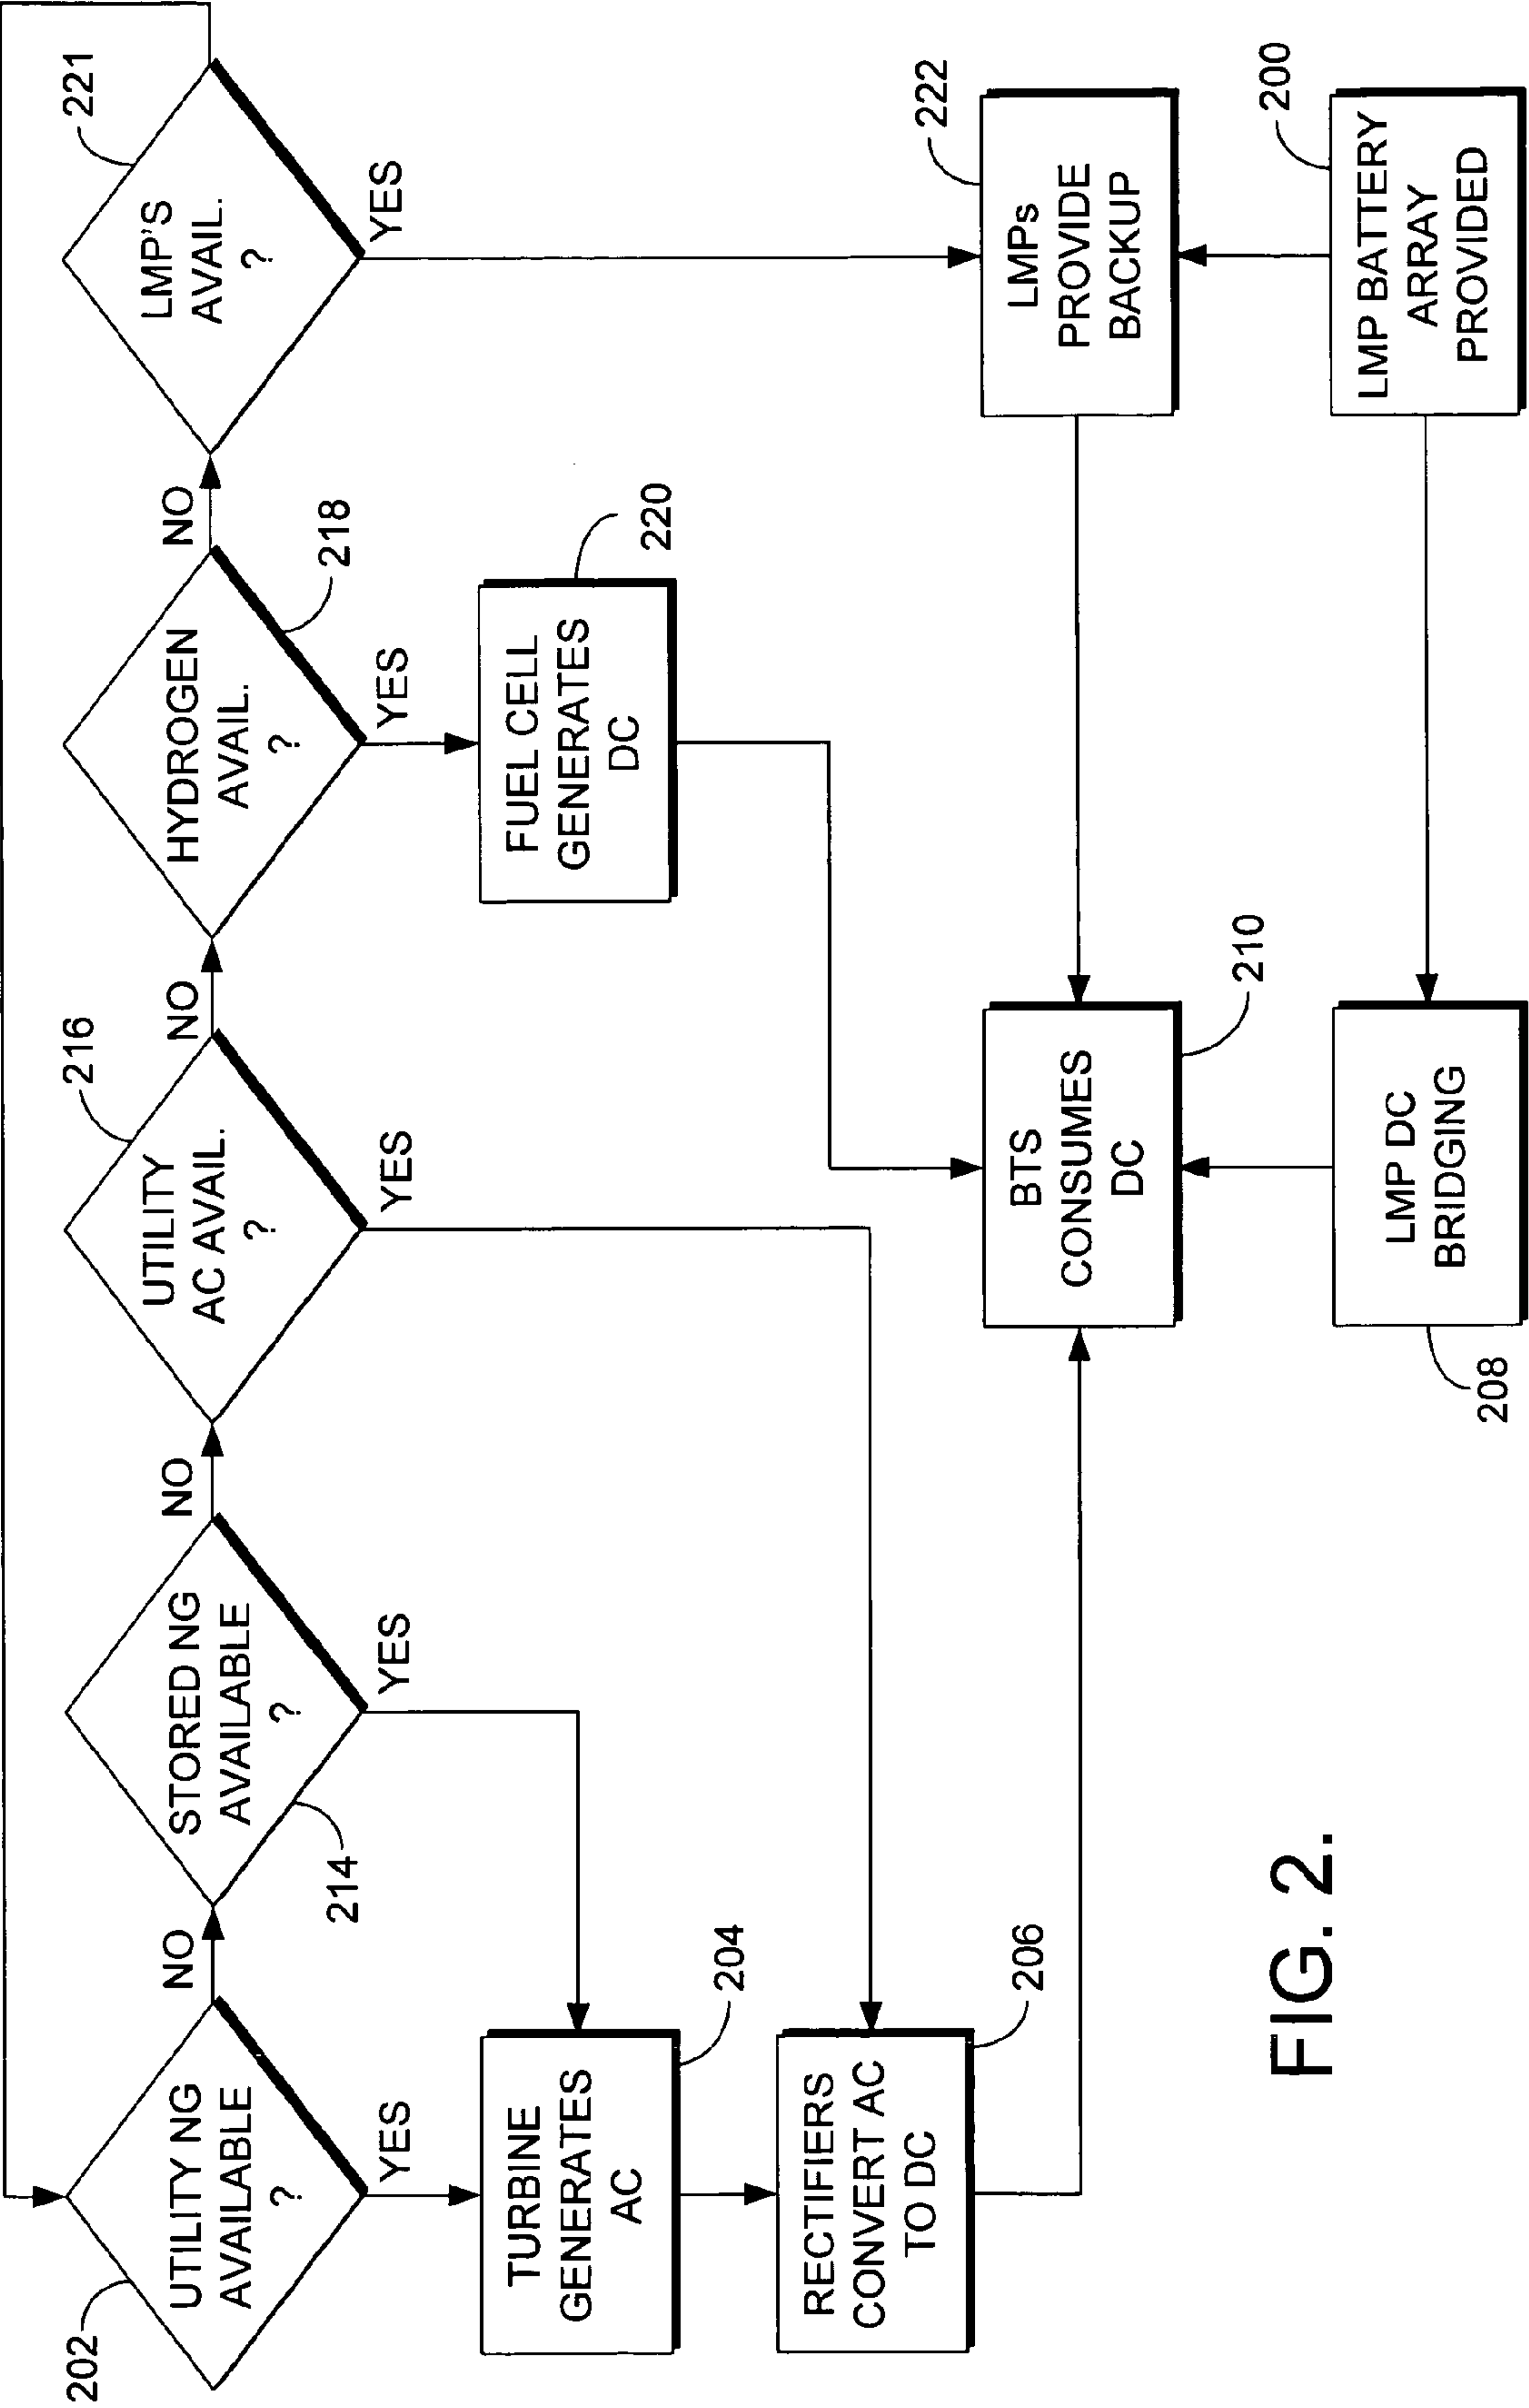 202
UTILITY NG
AVAILABLE
?
NO
YES
214
STORED NG
AVAILABLE
?
NO
YES
216
UTILITY
AC AVAIL.
?
NO
YES
218
HYDROGEN
AVAIL.
?
NO
YES
221
LMP'S
AVAIL.
?
YES
TURBINE
GENERATES
AC
204
FUEL CELL
GENERATES
DC
220
RECTIFIERS
CONVERT AC
TO DC
206
BTS
CONSUMES
DC
210
LMPs
PROVIDE
BACKUP
222
LMP DC
BRIDGING
208
LMP BATTERY
ARRAY
PROVIDED
200
FIG. 2.